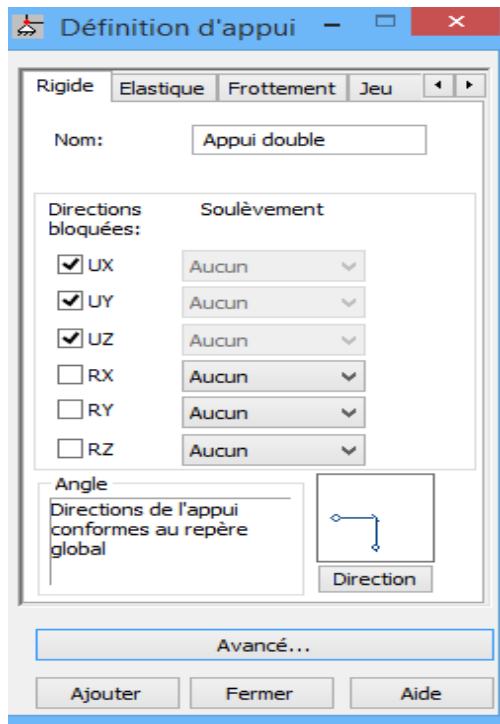 Définition d'appui
Rigide Elastique Frottement Jeu
Nom: Appui double
Directions bloquées: Soulèvement
UX Aucun
UY Aucun
UZ Aucun
RX Aucun
RY Aucun
RZ Aucun
Angle
Directions de l'appui
conformes au repère
global
Direction
Avancé...
Ajouter Fermer Aide